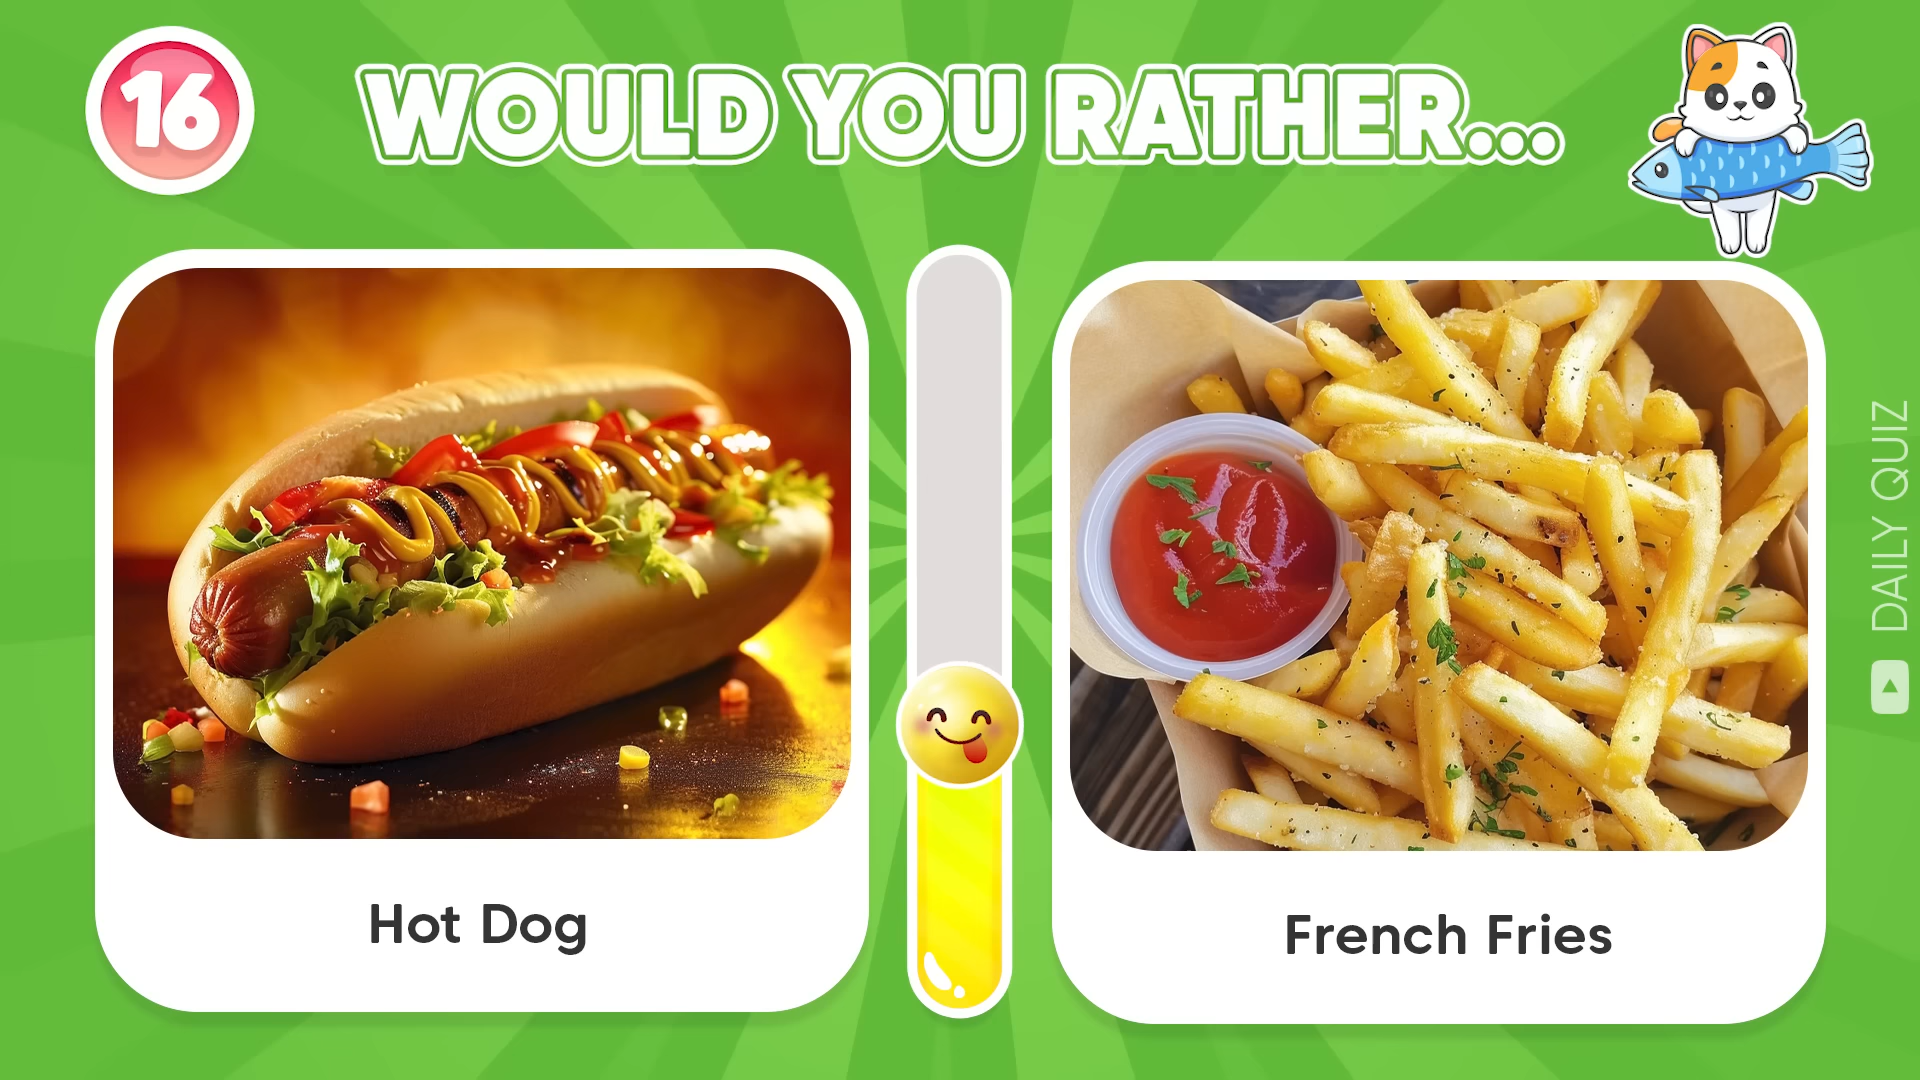 16
WOULD YOU RATHER...
Hot Dog
French Fries
DAILY QUIZ